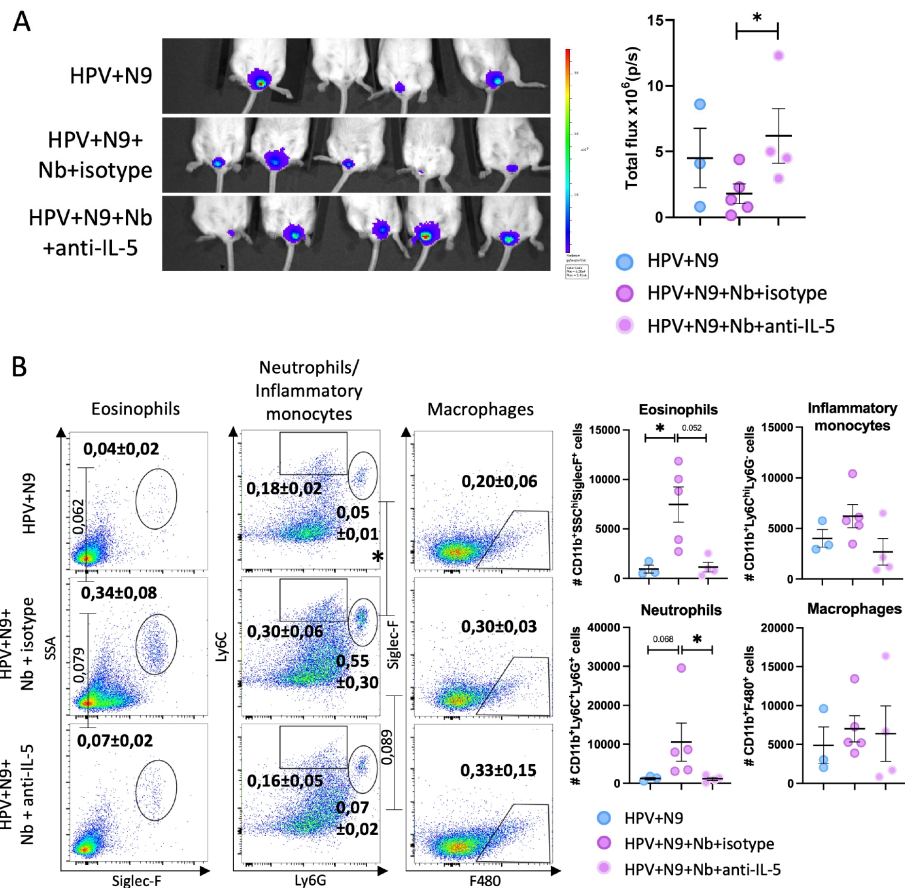 A
HPV+N9
HPV+N9+
Nb+isotype
HPV+N9+Nb
+anti-IL-5
Total flux x10⁶(p/s)
15
10
5
0
*
HPV+N9
HPV+N9+Nb+isotype
HPV+N9+Nb+anti-IL-5
B
Eosinophils
Neutrophils/
Inflammatory
monocytes
Macrophages
HPV+N9
0,04±0,02
0,062
0,18±0,02
0,05
±0,01
*
0,20±0,06
HPV+N9+
Nb + isotype
SSA
0,34±0,08
0,079
Ly6C
0,30±0,06
0,55
±0,30
Siglec-F
0,30±0,03
HPV+N9+
Nb + anti-IL-5
0,07±0,02
0,16±0,05
0,07
±0,02
0,089
0,33±0,15
Siglec-F
Ly6G
F480
Eosinophils
# CD11b⁺SSCʰⁱSiglecF⁺ cells
15000
10000
5000
0
*
0.052
Inflammatory
monocytes
# CD11b⁺Ly6CʰⁱLy6G⁻ cells
15000
10000
5000
0
Neutrophils
# CD11b⁺Ly6C⁺Ly6G⁺ cells
40000
30000
20000
10000
0
0.068
*
Macrophages
# CD11b⁺F480⁺ cells
20000
15000
10000
5000
0
HPV+N9
HPV+N9+Nb+isotype
HPV+N9+Nb+anti-IL-5